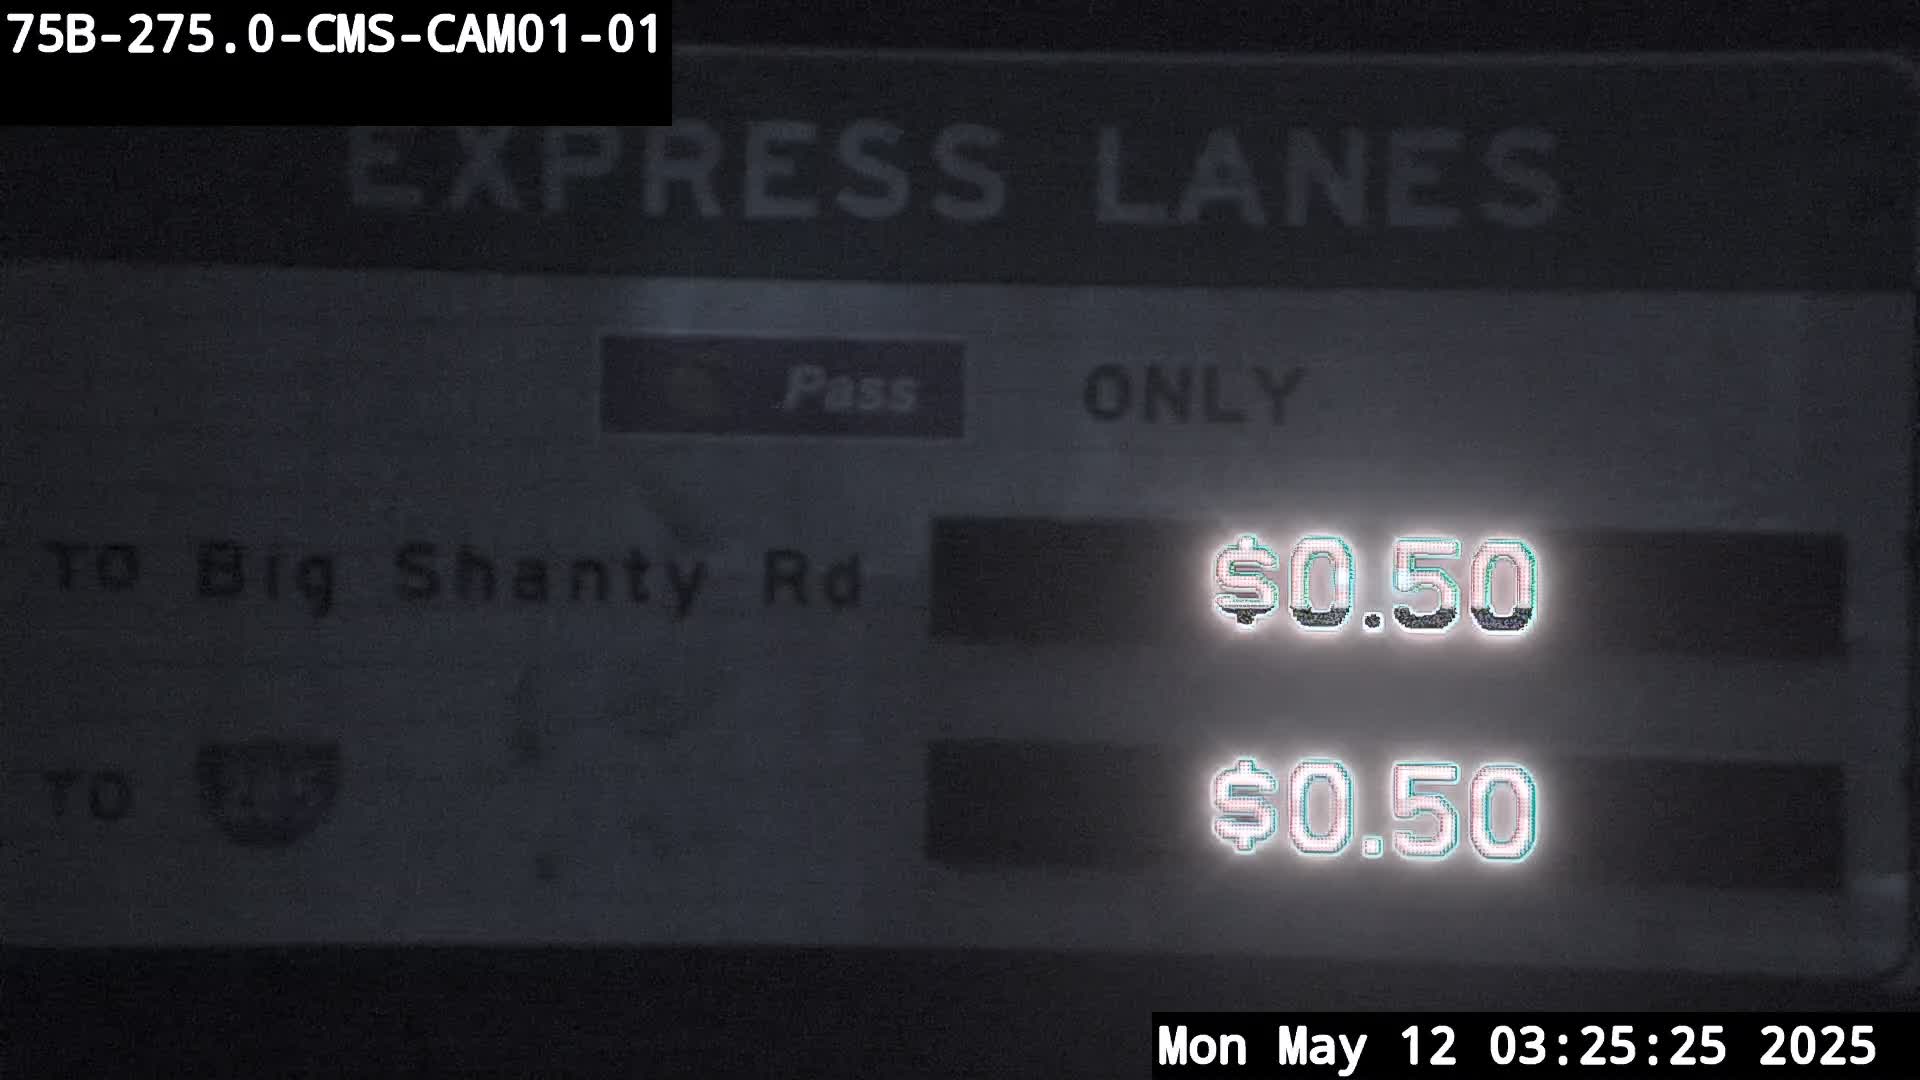 75B-275.0-CMS-CAM01-01
EXPRESS LANES
Pass ONLY
TO Big Shanty Rd $0.50
TO $0.50
Mon May 12 03:25:25 2025